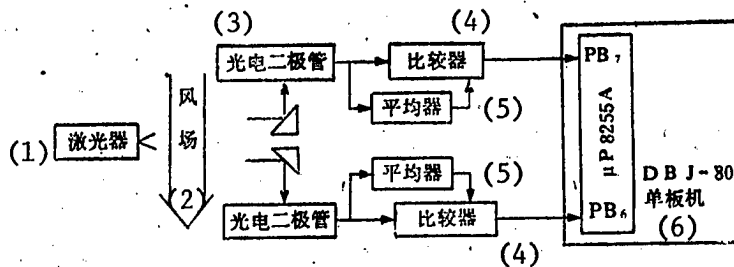 (3)
(4)
光电二极管
比较器
PB₇
平均器
(5)
(1)
激光器
风场
(2)
μP8255A
平均器
(5)
光电二极管
比较器
PB₆
(4)
DBJ-80
单板机
(6)